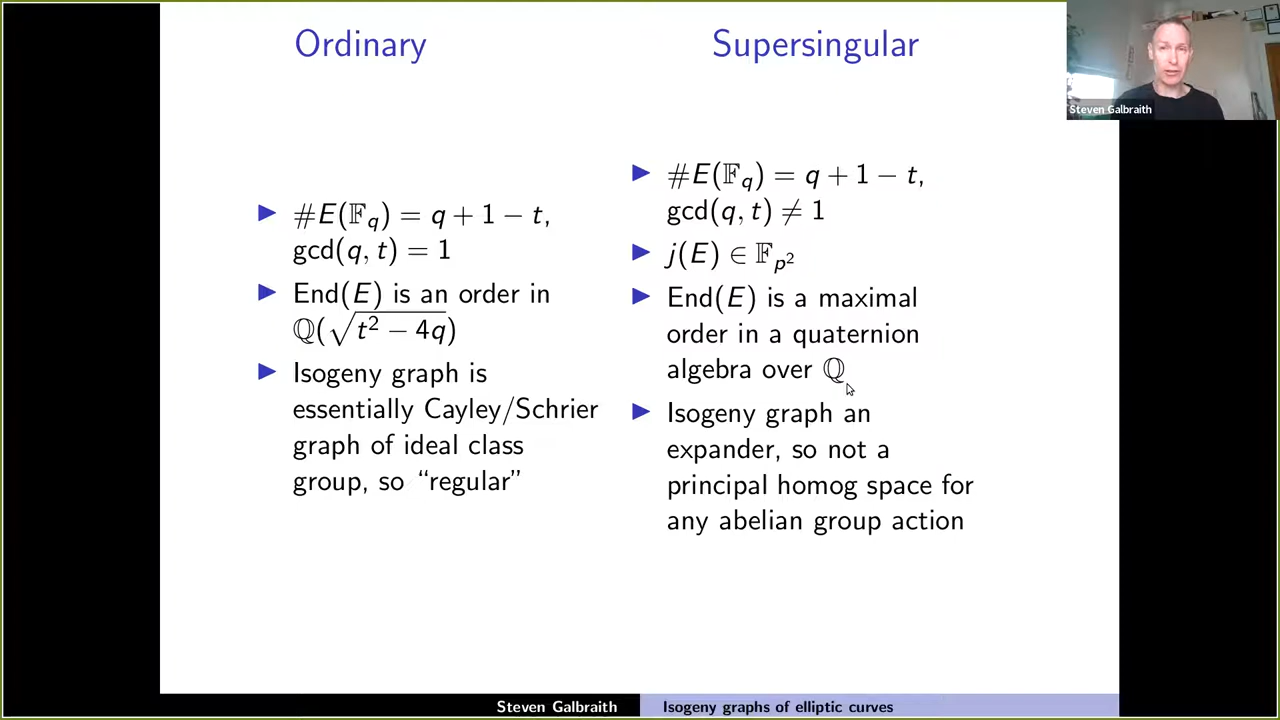 Ordinary
▶ #E(𝔽_q) = q + 1 − t,
gcd(q, t) = 1
▶ End(E) is an order in
ℚ(√(t² − 4q))
▶ Isogeny graph is
essentially Cayley/Schrier
graph of ideal class
group, so “regular”
Supersingular
▶ #E(𝔽_q) = q + 1 − t,
gcd(q, t) ≠ 1
▶ j(E) ∈ 𝔽_{p²}
▶ End(E) is a maximal
order in a quaternion
algebra over ℚ
▶ Isogeny graph an
expander, so not a
principal homog space for
any abelian group action
Steven Galbraith
Steven Galbraith
Isogeny graphs of elliptic curves